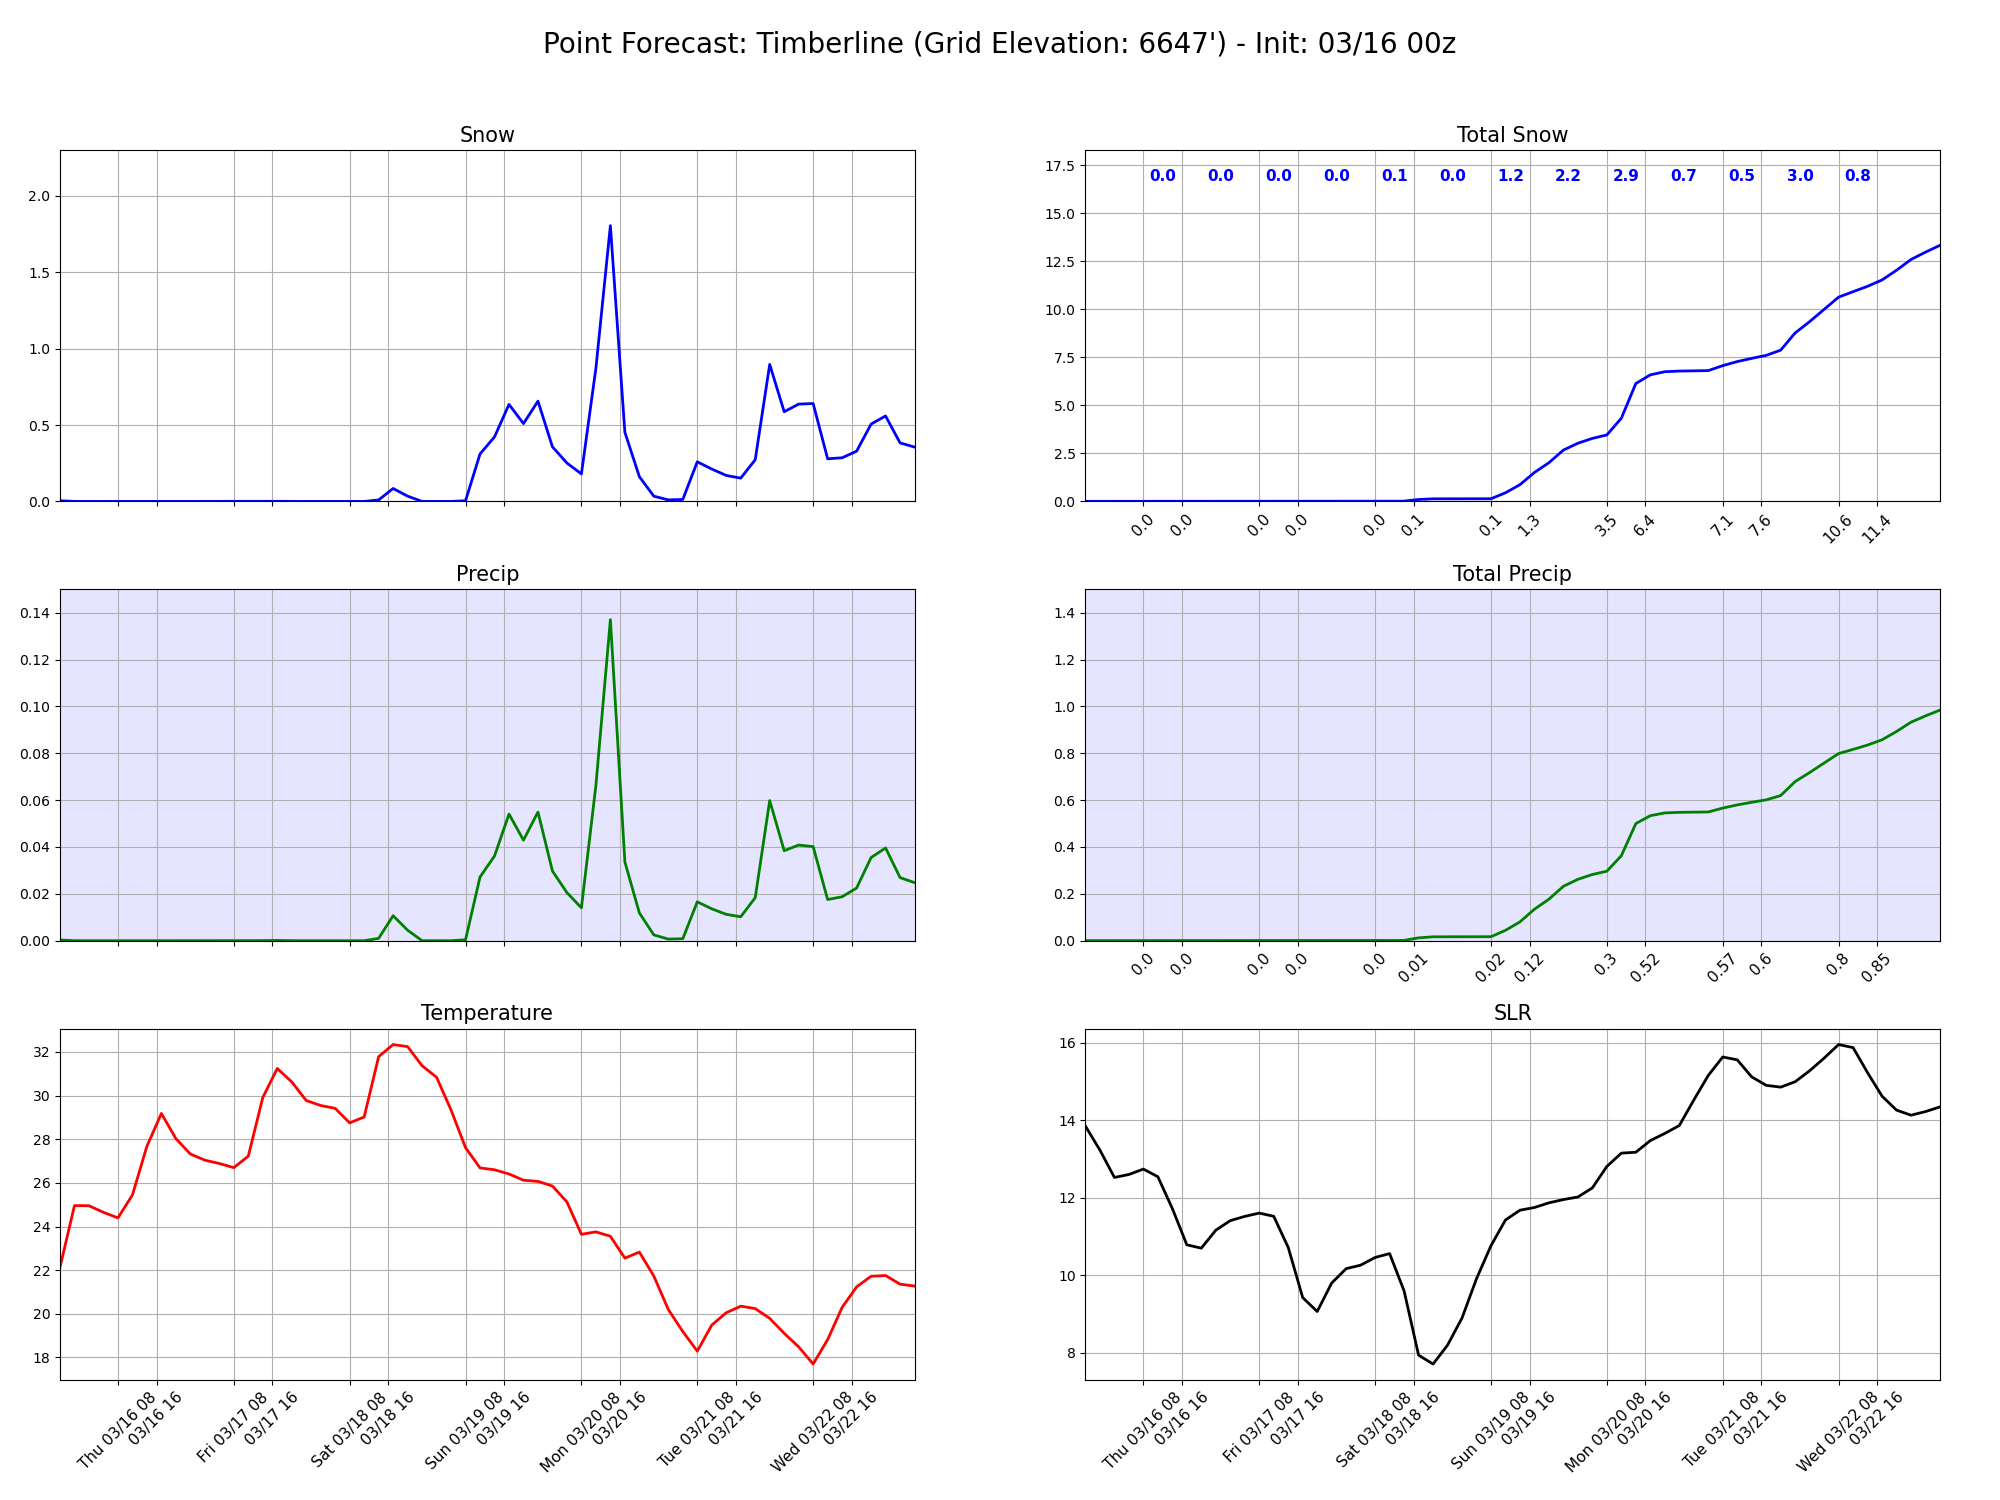 Point Forecast: Timberline (Grid Elevation: 6647') - Init: 03/16 00z
Snow
2.0
1.5
1.0
0.5
0.0
Total Snow
17.5
15.0
12.5
10.0
7.5
5.0
2.5
0.0
0.0 0.0 0.0 0.0 0.1 0.0 1.2 2.2 2.9 0.7 0.5 3.0 0.8
0.0 0.0 0.0 0.0 0.0 0.1 0.1 1.3 3.5 6.4 7.1 7.6 10.6 11.4
Precip
0.14
0.12
0.10
0.08
0.06
0.04
0.02
0.00
Total Precip
1.4
1.2
1.0
0.8
0.6
0.4
0.2
0.0
0.0 0.0 0.0 0.0 0.0 0.01 0.02 0.12 0.3 0.52 0.57 0.6 0.8 0.85
Temperature
32
30
28
26
24
22
20
18
Thu 03/16 08
03/16 16
Fri 03/17 08
03/17 16
Sat 03/18 08
03/18 16
Sun 03/19 08
03/19 16
Mon 03/20 08
03/20 16
Tue 03/21 08
03/21 16
Wed 03/22 08
03/22 16
SLR
16
14
12
10
8
Thu 03/16 08
03/16 16
Fri 03/17 08
03/17 16
Sat 03/18 08
03/18 16
Sun 03/19 08
03/19 16
Mon 03/20 08
03/20 16
Tue 03/21 08
03/21 16
Wed 03/22 08
03/22 16